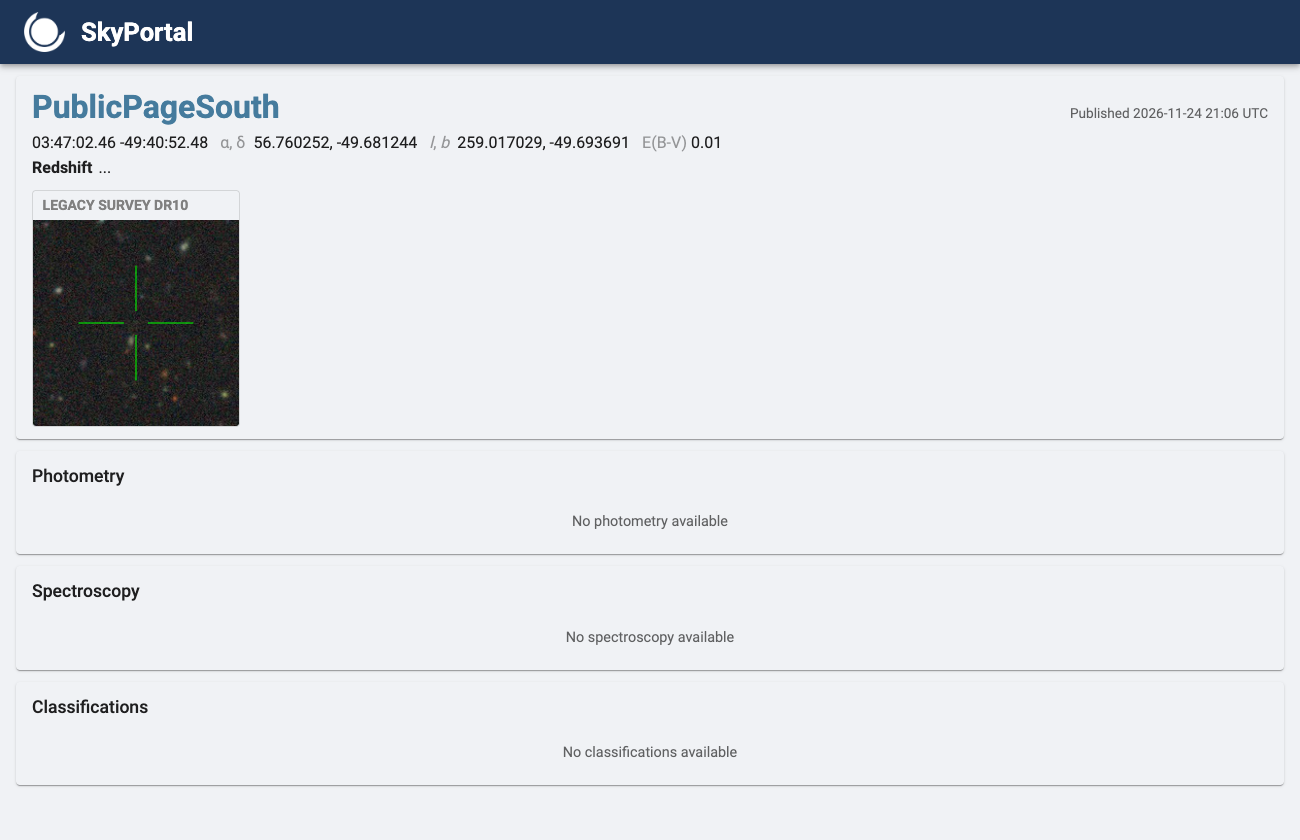 SkyPortal
PublicPageSouth
Published 2026-11-24 21:06 UTC
03:47:02.46 -49:40:52.48 α, δ 56.760252, -49.681244 l, b 259.017029, -49.693691 E(B-V) 0.01
Redshift ...
LEGACY SURVEY DR10
Photometry
No photometry available
Spectroscopy
No spectroscopy available
Classifications
No classifications available